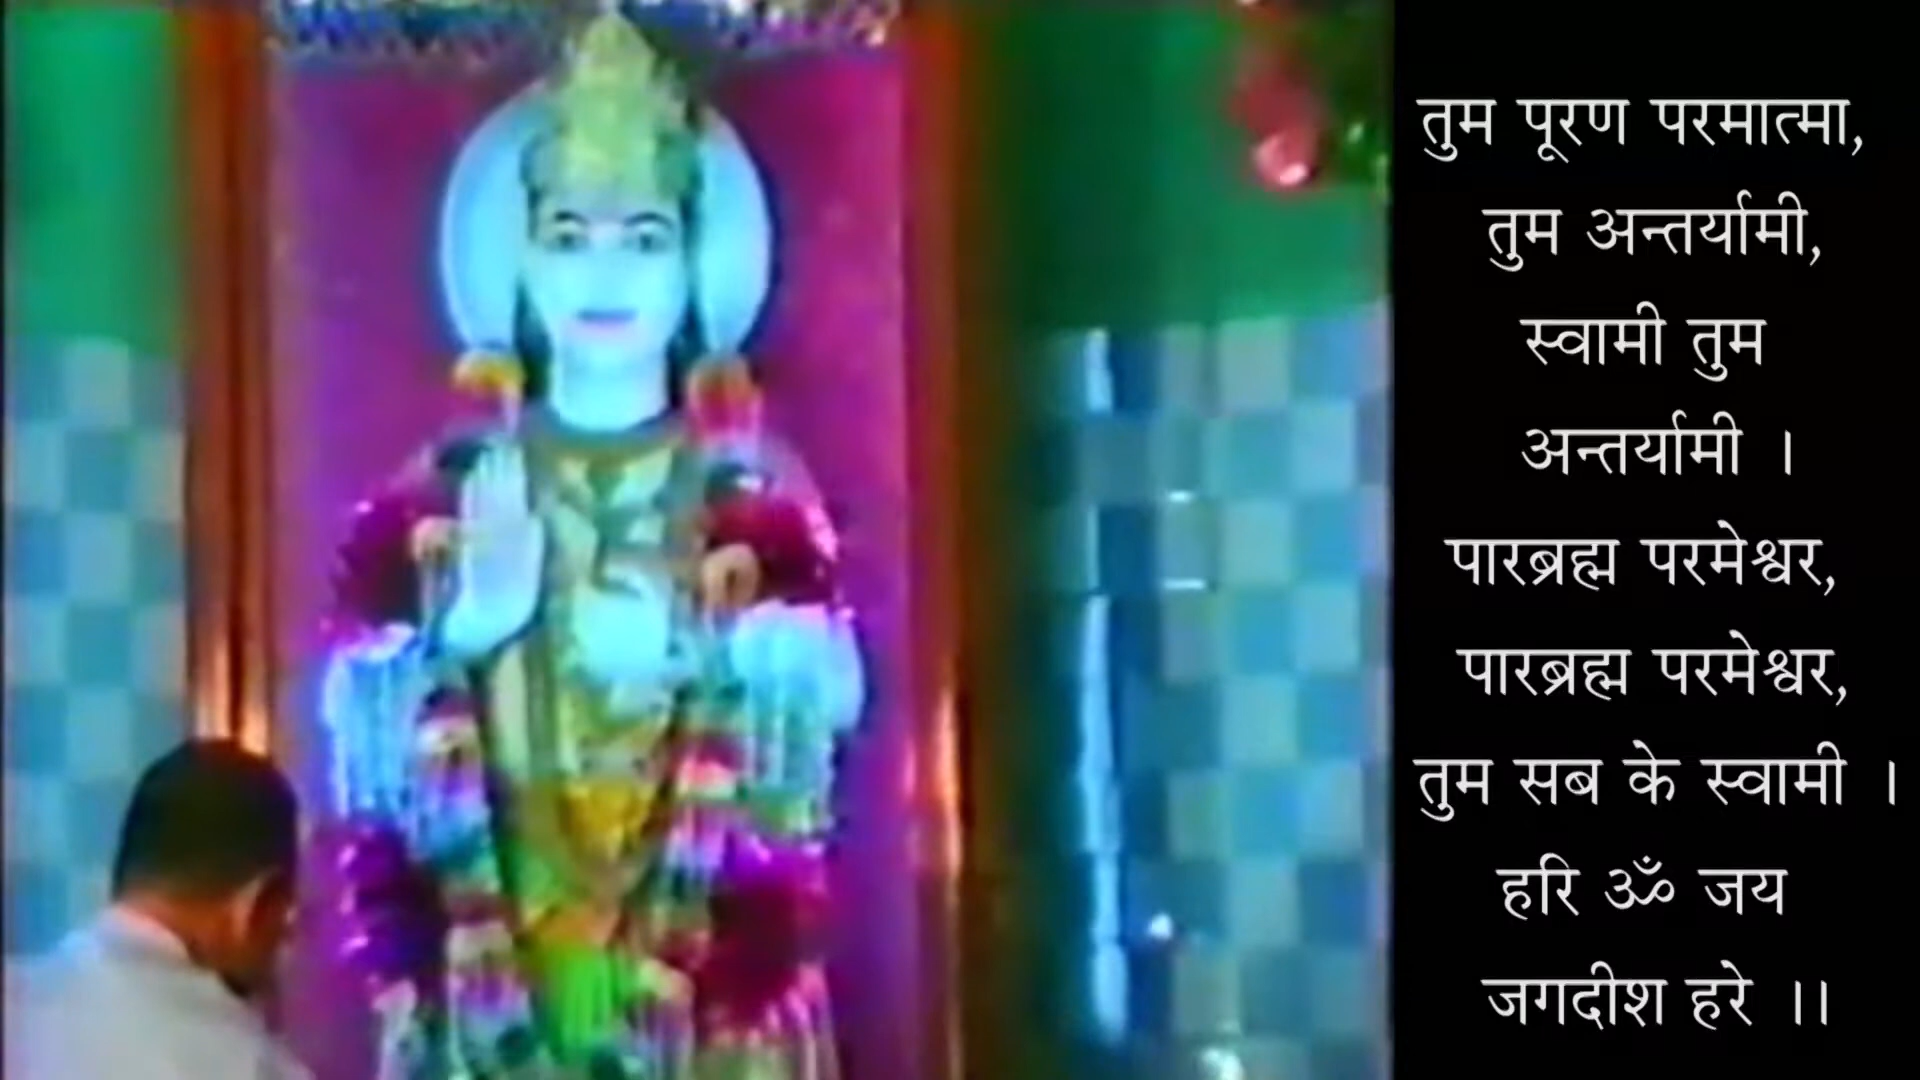 तुम पूरण परमात्मा,
तुम अन्तर्यामी,
स्वामी तुम
अन्तर्यामी ।
पारब्रह्म परमेश्वर,
पारब्रह्म परमेश्वर,
तुम सब के स्वामी ।
हरि ॐ जय
जगदीश हरे ।।